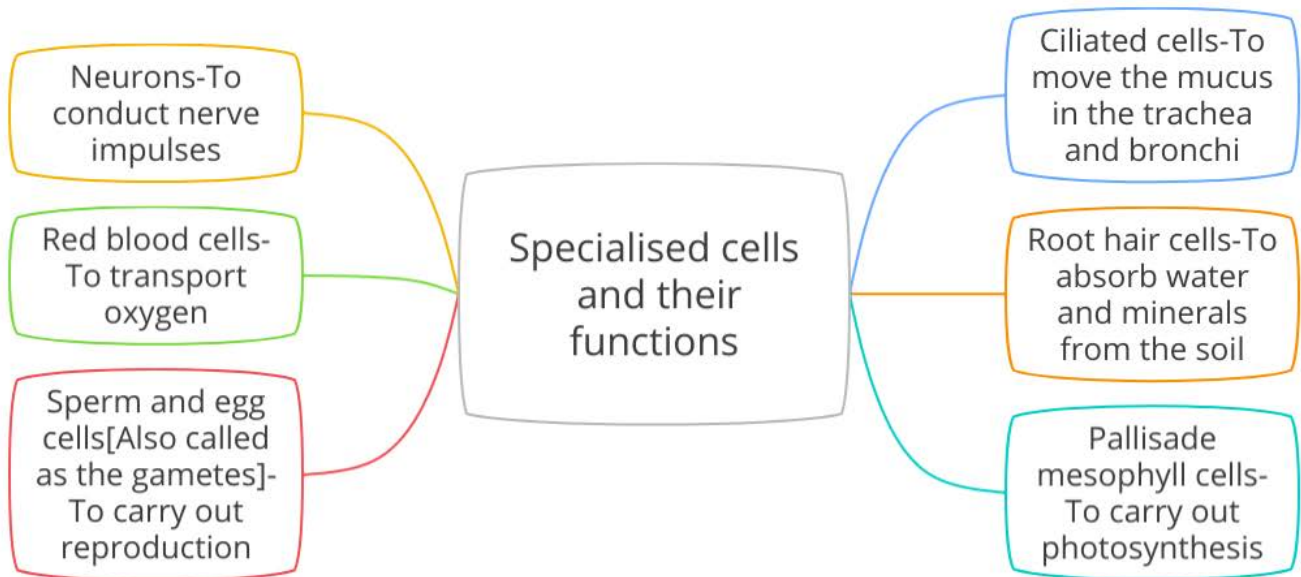 Neurons-To
conduct nerve
impulses
Red blood cells-
To transport
oxygen
Sperm and egg
cells[Also called
as the gametes]-
To carry out
reproduction
Specialised cells
and their
functions
Ciliated cells-To
move the mucus
in the trachea
and bronchi
Root hair cells-To
absorb water
and minerals
from the soil
Pallisade
mesophyll cells-
To carry out
photosynthesis